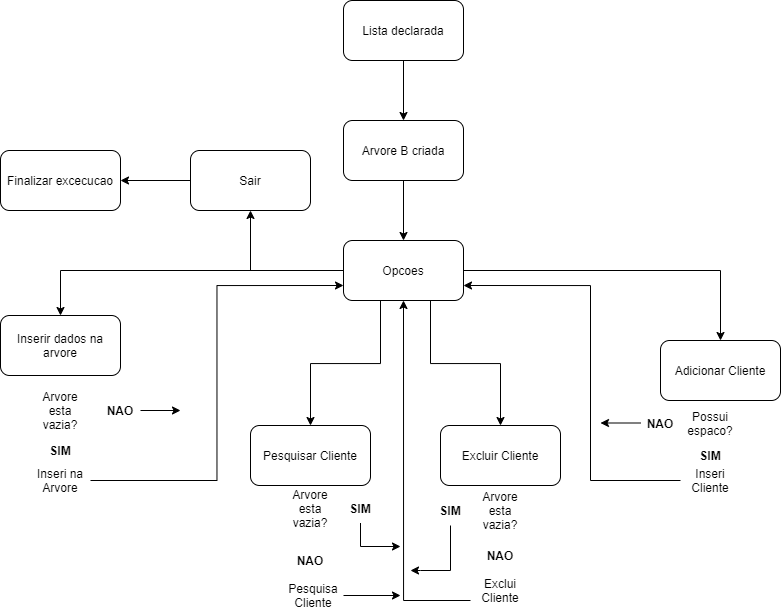 Lista declarada
Arvore B criada
Finalizar excecucao
Sair
Opcoes
Inserir dados na
arvore
Arvore
esta
vazia?
NAO
SIM
Inseri na
Arvore
Pesquisar Cliente
Arvore
esta
vazia?
SIM
NAO
Pesquisa
Cliente
Excluir Cliente
SIM
Arvore
esta
vazia?
NAO
Exclui
Cliente
Adicionar Cliente
NAO
Possui
espaco?
SIM
Inseri
Cliente